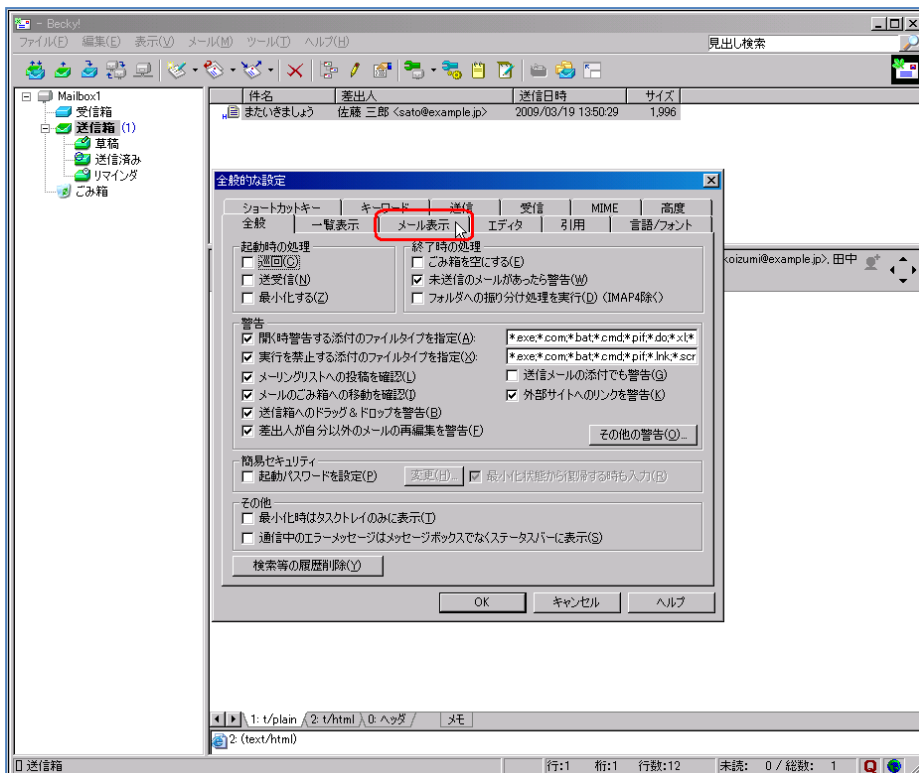 - Becky!
ファイル(F) 編集(E) 表示(V) メール(M) ツール(T) ヘルプ(H)
見出し検索
Mailbox1
受信箱
送信箱 (1)
草稿
送信済み
リマインダ
ごみ箱
件名 差出人 送信日時 サイズ
またいきましょう 佐藤 三郎 <sato@example.jp> 2009/03/19 13:50:29 1,996
全般的な設定
ショートカットキー キーワード 送信 受信 MIME 高度
全般 一覧表示 メール表示 エディタ 引用 言語/フォント
起動時の処理
巡回(C)
送受信(N)
最小化する(Z)
終了時の処理
ごみ箱を空にする(E)
未送信のメールがあったら警告(W)
フォルダへの振り分け処理を実行(D) (IMAP4除く)
koizumi@example.jp>, 田中
警告
開く時警告する添付のファイルタイプを指定(A): *.exe;*.com;*.bat;*.cmd;*.pif;*.do;*.xl;*
実行を禁止する添付のファイルタイプを指定(X): *.exe;*.com;*.bat;*.cmd;*.pif;*.lnk;*.scr
メーリングリストへの投稿を確認(L) 送信メールの添付でも警告(G)
メールのごみ箱への移動を確認(I) 外部サイトへのリンクを警告(K)
送信箱へのドラッグ&ドロップを警告(B)
差出人が自分以外のメールの再編集を警告(F)
その他の警告(O)...
簡易セキュリティ
起動パスワードを設定(P) 変更(H)... 最小化状態から復帰する時も入力(R)
その他
最小化時はタスクトレイのみに表示(T)
通信中のエラーメッセージはメッセージボックスでなくステータスバーに表示(S)
検索等の履歴削除(Y)
OK キャンセル ヘルプ
1: t/plain 2: t/html 0: ヘッダ メモ
2: (text/html)
送信箱 行:1 桁:1 行数:12 未読: 0 / 総数: 1 Q